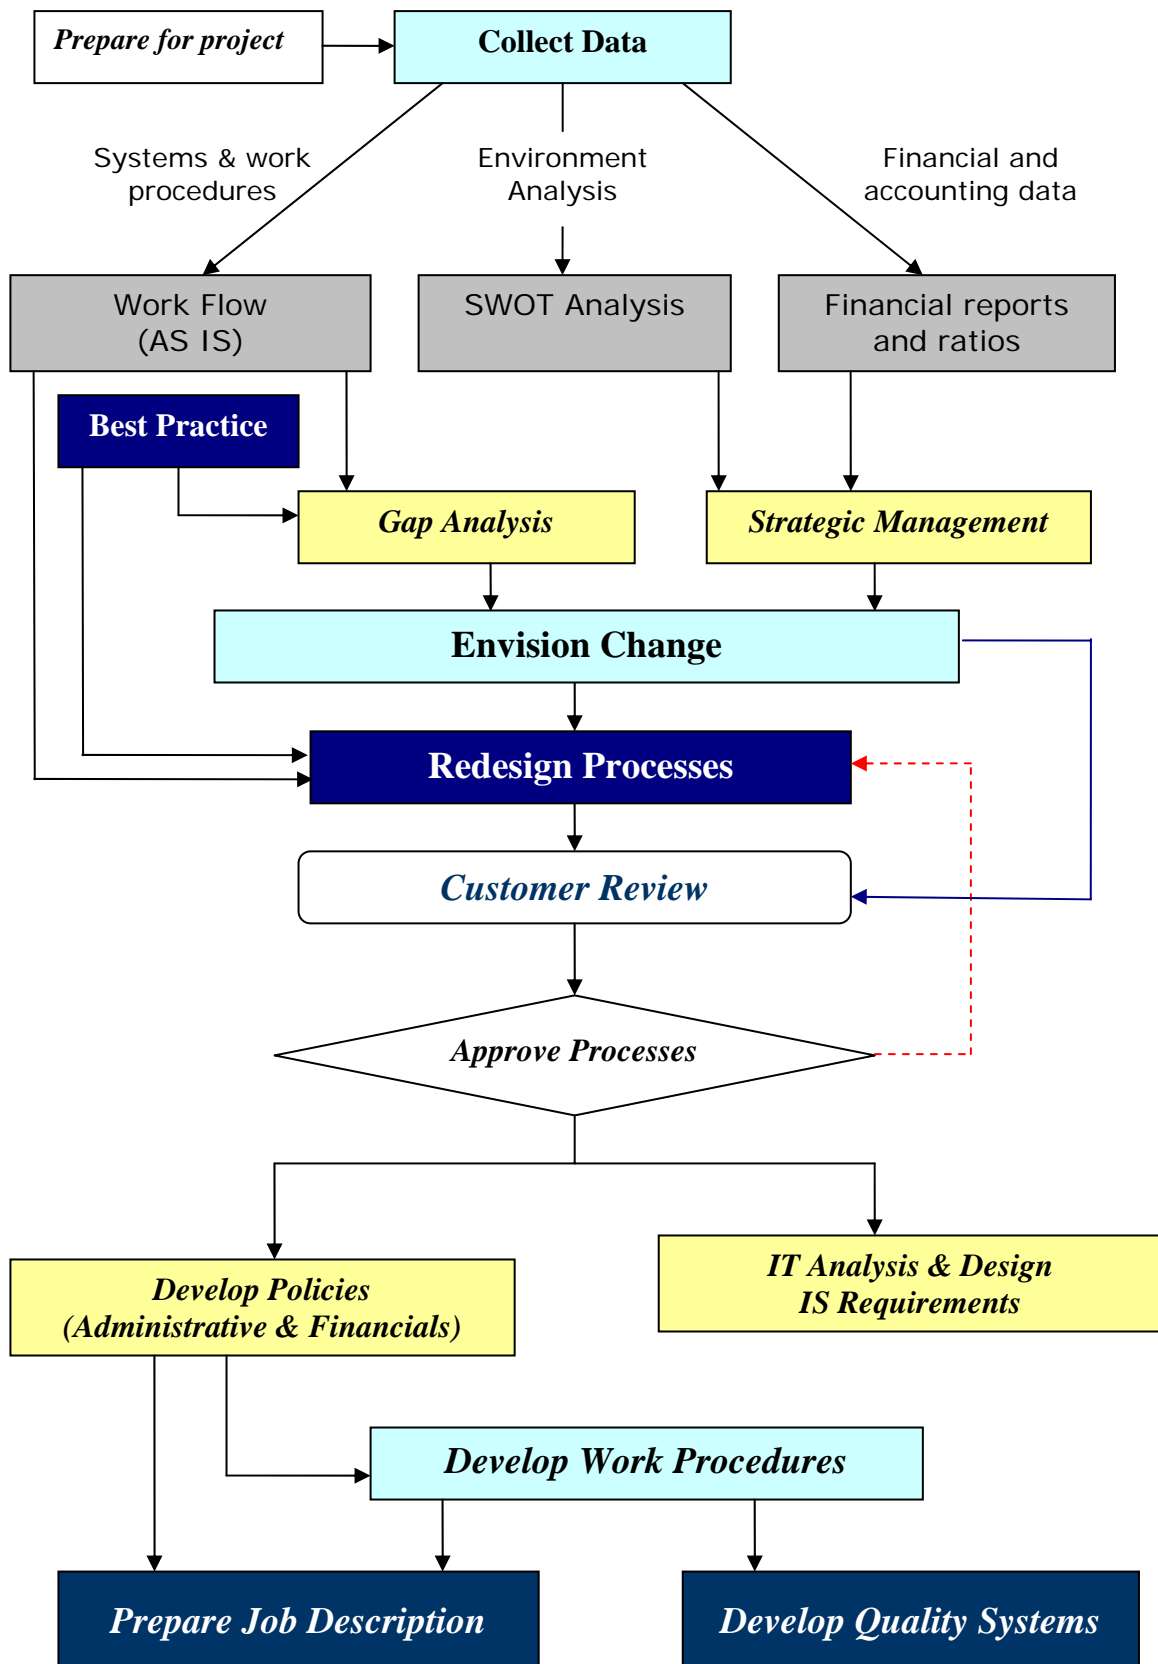 Prepare for project
Collect Data
Systems & work
procedures
Environment
Analysis
Financial and
accounting data
Work Flow
(AS IS)
SWOT Analysis
Financial reports
and ratios
Best Practice
Gap Analysis
Strategic Management
Envision Change
Redesign Processes
Customer Review
Approve Processes
Develop Policies
(Administrative & Financials)
IT Analysis & Design
IS Requirements
Develop Work Procedures
Prepare Job Description
Develop Quality Systems